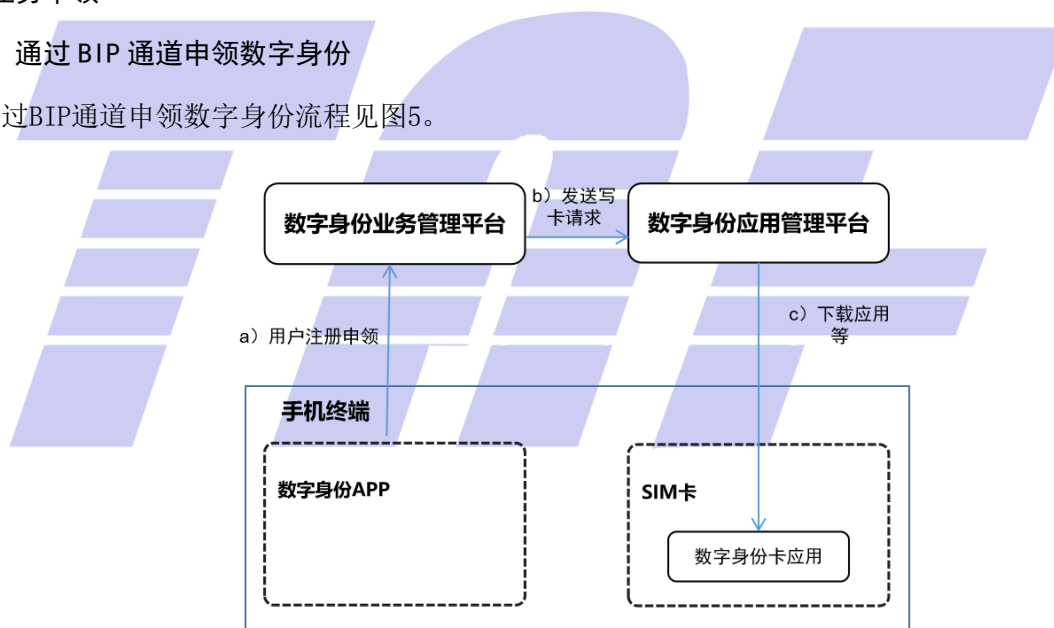 通过 BIP 通道申领数字身份
过BIP通道申领数字身份流程见图5。
数字身份业务管理平台
b）发送写
卡请求
数字身份应用管理平台
a）用户注册申领
c）下载应用
等
手机终端
数字身份APP
SIM卡
数字身份卡应用
TAF